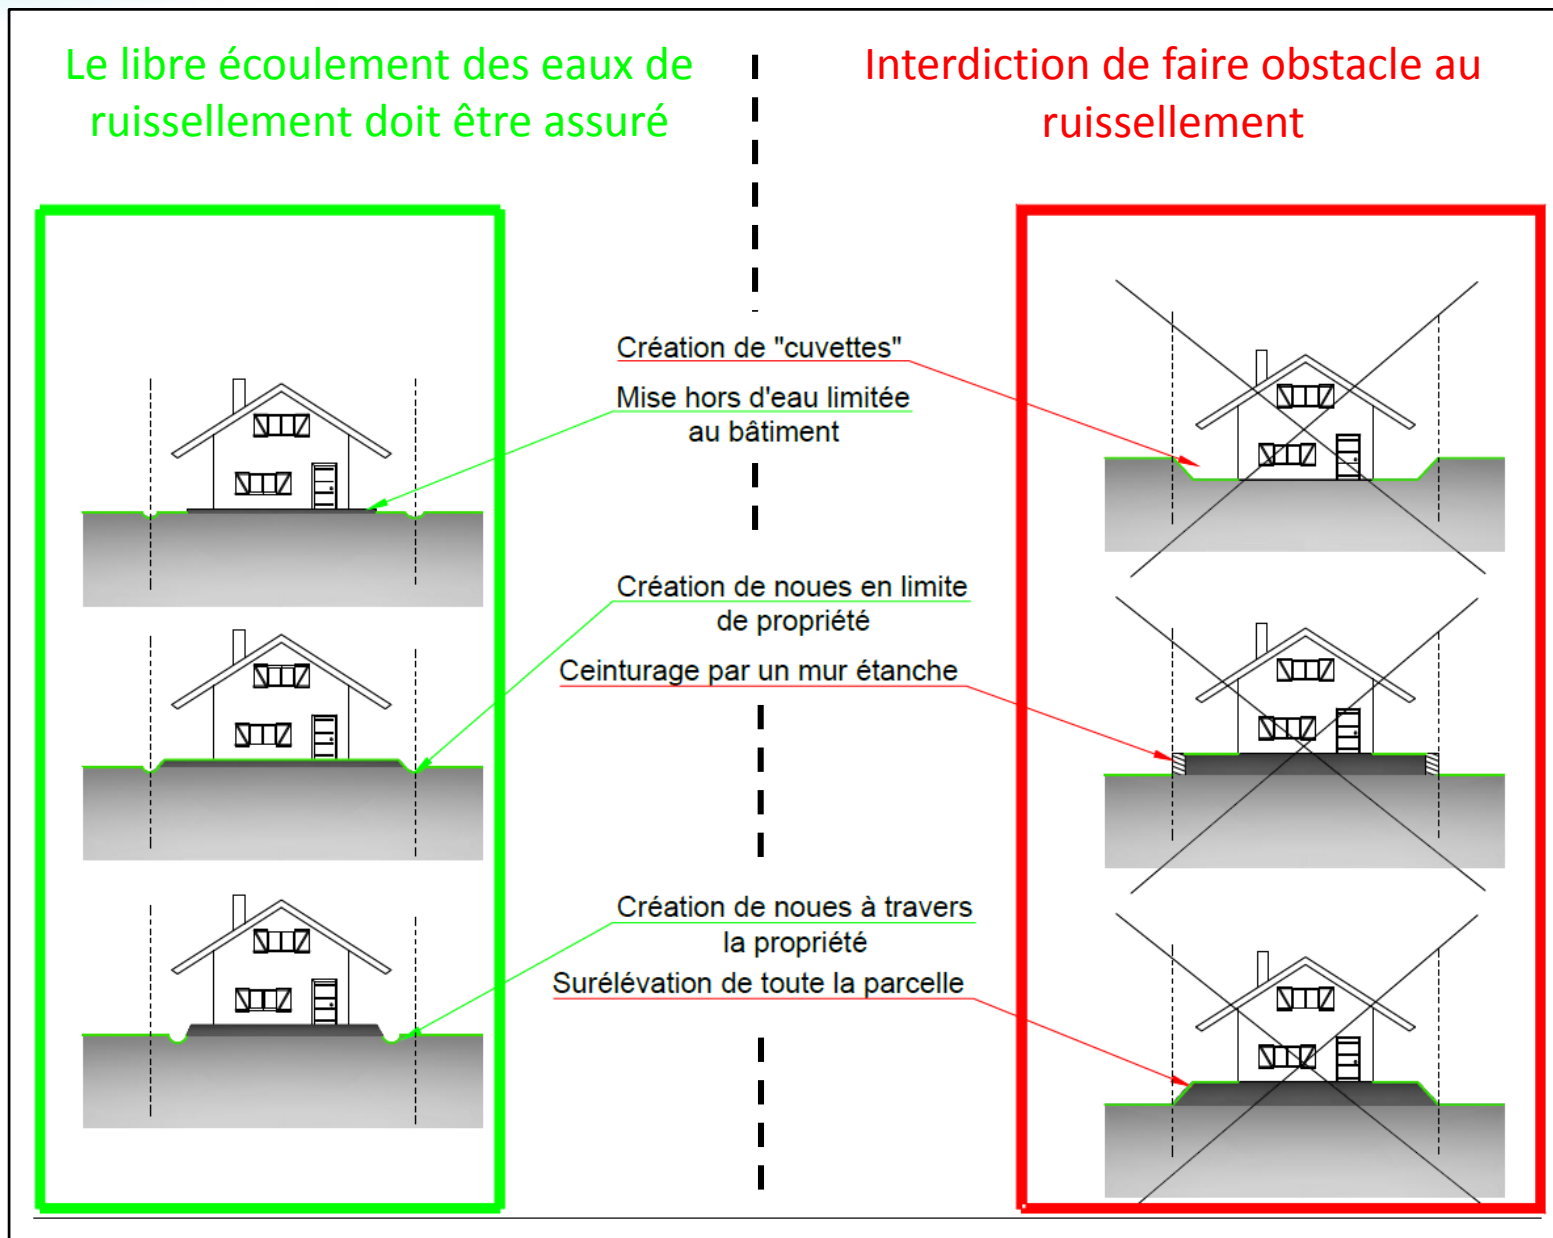 Le libre écoulement des eaux de
ruissellement doit être assuré
Interdiction de faire obstacle au
ruissellement
Création de "cuvettes"
Mise hors d'eau limitée
au bâtiment
Création de noues en limite
de propriété
Ceinturage par un mur étanche
Création de noues à travers
la propriété
Surélévation de toute la parcelle